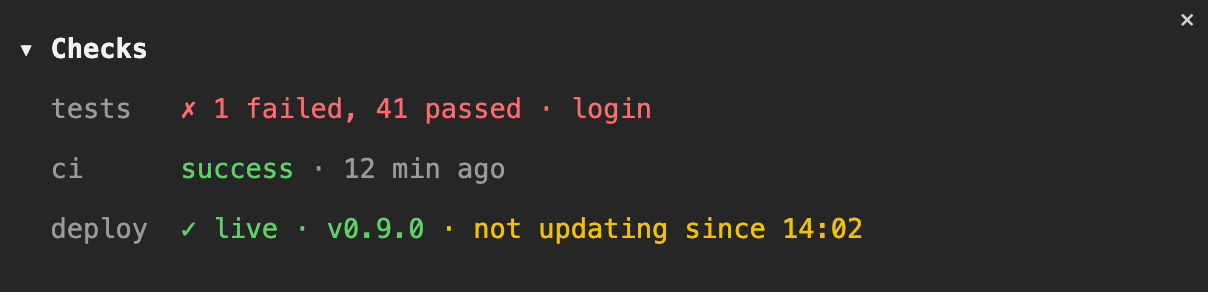 ×
▼ Checks
tests ✗ 1 failed, 41 passed · login
ci success · 12 min ago
deploy ✓ live · v0.9.0 · not updating since 14:02